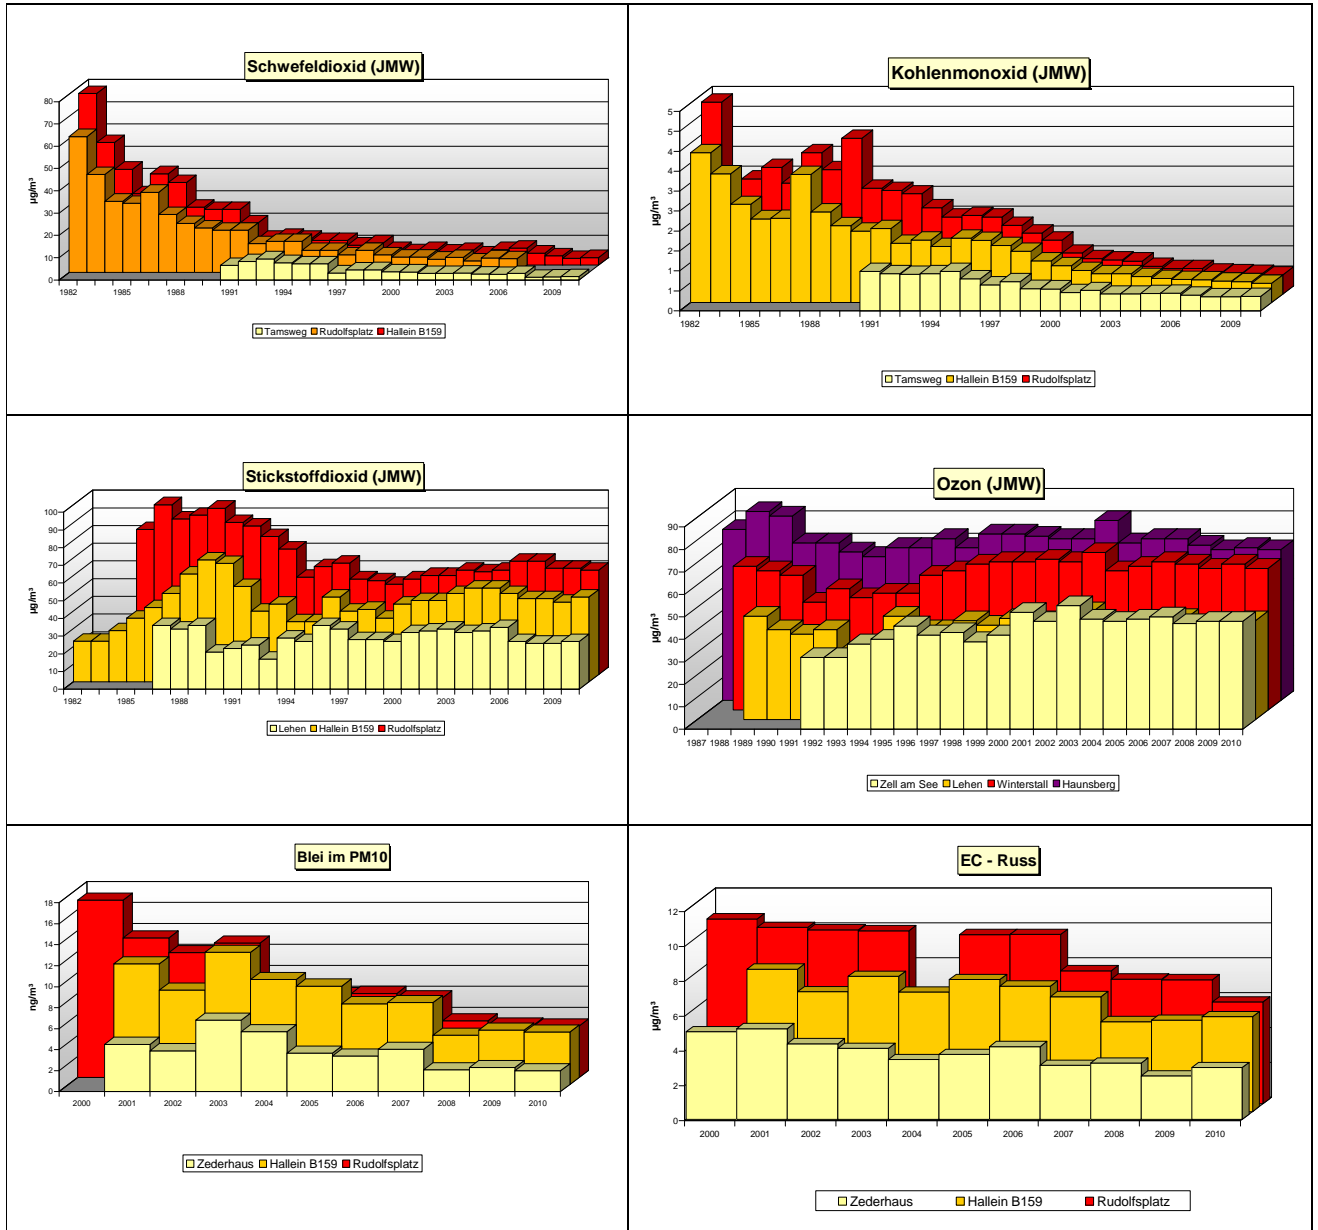 Schwefeldioxid (JMW)
80
70
60
50
40
30
20
10
0
µg/m³
1982 1985 1988 1991 1994 1997 2000 2003 2006 2009
Tamsweg Rudolfsplatz Hallein B159
Kohlenmonoxid (JMW)
5
5
4
4
3
3
2
2
1
1
0
µg/m³
1982 1985 1988 1991 1994 1997 2000 2003 2006 2009
Tamsweg Hallein B159 Rudolfsplatz
Stickstoffdioxid (JMW)
100
90
80
70
60
50
40
30
20
10
0
µg/m³
1982 1985 1988 1991 1994 1997 2000 2003 2006 2009
Lehen Hallein B159 Rudolfsplatz
Ozon (JMW)
90
80
70
60
50
40
30
20
10
0
µg/m³
1987 1988 1989 1990 1991 1992 1993 1994 1995 1996 1997 1998 1999 2000 2001 2002 2003 2004 2005 2006 2007 2008 2009 2010
Zell am See Lehen Winterstall Haunsberg
Blei im PM10
18
16
14
12
10
8
6
4
2
0
ng/m³
2000 2001 2002 2003 2004 2005 2006 2007 2008 2009 2010
Zederhaus Hallein B159 Rudolfsplatz
EC - Russ
12
10
8
6
4
2
0
µg/m³
2000 2001 2002 2003 2004 2005 2006 2007 2008 2009 2010
Zederhaus Hallein B159 Rudolfsplatz